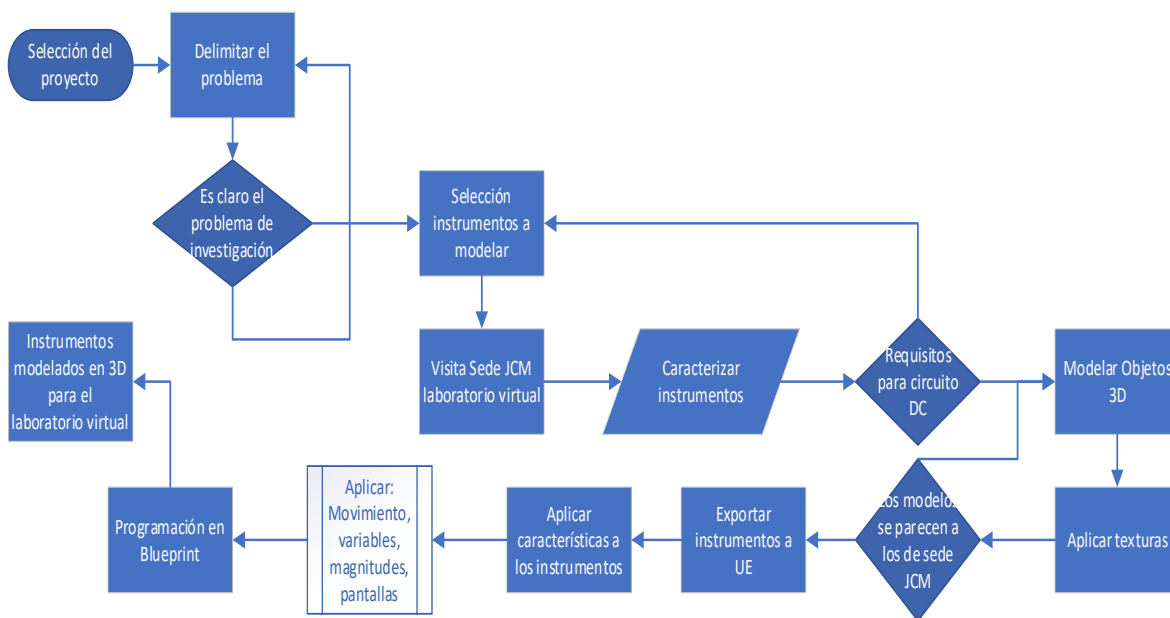 Selección del
proyecto
Delimitar el
problema
Es claro el
problema de
investigación
Selección
instrumentos a
modelar
Visita Sede JCM
laboratorio virtual
Caracterizar
instrumentos
Requisitos
para circuito
DC
Modelar Objetos
3D
Aplicar texturas
Los modelos
se parecen a
los de sede
JCM
Exportar
instrumentos a
UE
Aplicar
características a
los instrumentos
Aplicar:
Movimiento,
variables,
magnitudes,
pantallas
Programación en
Blueprint
Instrumentos
modelados en 3D
para el
laboratorio virtual